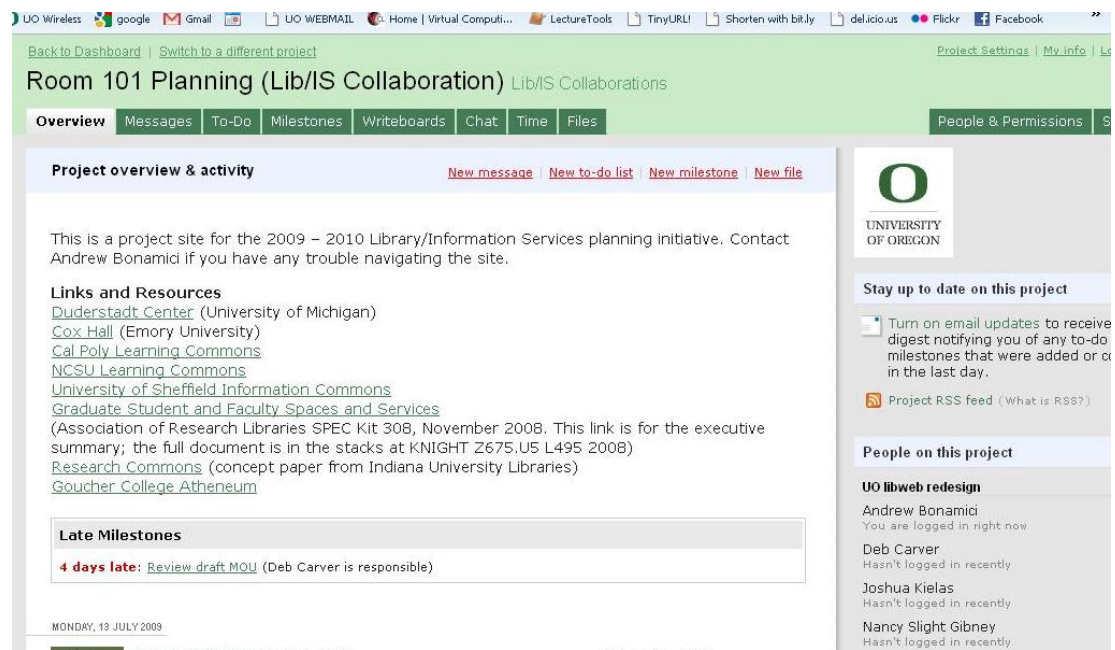 UO Wireless google Gmail UO WEBMAIL Home | Virtual Computi... LectureTools TinyURL! Shorten with bit.ly del.icio.us Flickr Facebook »
Back to Dashboard | Switch to a different project
Project Settings | My info |
Room 101 Planning (Lib/IS Collaboration) Lib/IS Collaborations
Overview Messages To-Do Milestones Writeboards Chat Time Files
People & Permissions
Project overview & activity
New message | New to-do list | New milestone | New file
This is a project site for the 2009 – 2010 Library/Information Services planning initiative. Contact
Andrew Bonamici if you have any trouble navigating the site.
Links and Resources
Duderstadt Center (University of Michigan)
Cox Hall (Emory University)
Cal Poly Learning Commons
NCSU Learning Commons
University of Sheffield Information Commons
Graduate Student and Faculty Spaces and Services
(Association of Research Libraries SPEC Kit 308, November 2008. This link is for the executive
summary; the full document is in the stacks at KNIGHT Z675.U5 L495 2008)
Research Commons (concept paper from Indiana University Libraries)
Goucher College Atheneum
Late Milestones
4 days late: Review draft MOU (Deb Carver is responsible)
MONDAY, 13 JULY 2009
O
UNIVERSITY
OF OREGON
Stay up to date on this project
Turn on email updates to receive
digest notifying you of any to-do
milestones that were added or
in the last day.
Project RSS feed (What is RSS?)
People on this project
UO libweb redesign
Andrew Bonamici
You are logged in right now
Deb Carver
Hasn't logged in recently
Joshua Kielas
Hasn't logged in recently
Nancy Slight Gibney
Hasn't logged in recently